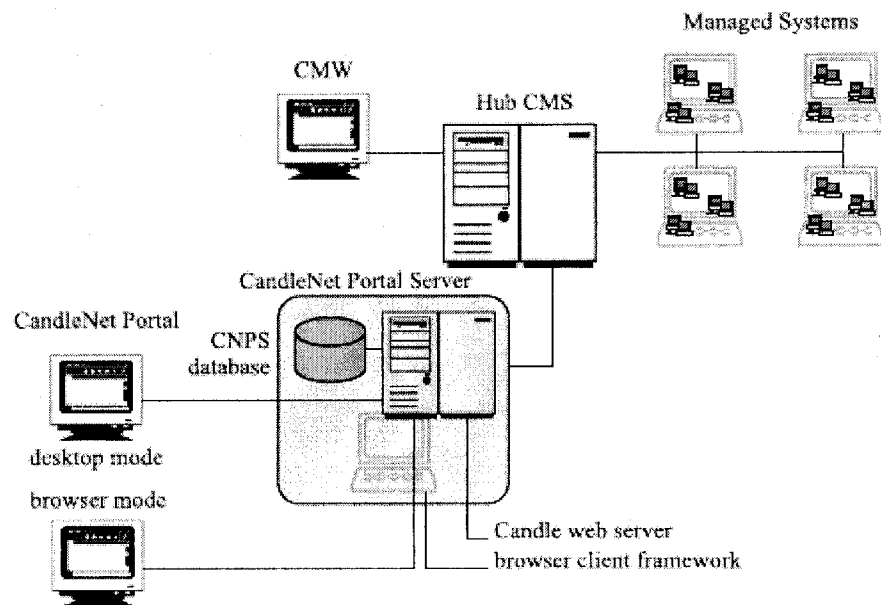 Managed Systems
CMW
Hub CMS
CandleNet Portal Server
CandleNet Portal
CNPS
database
desktop mode
browser mode
Candle web server
browser client framework